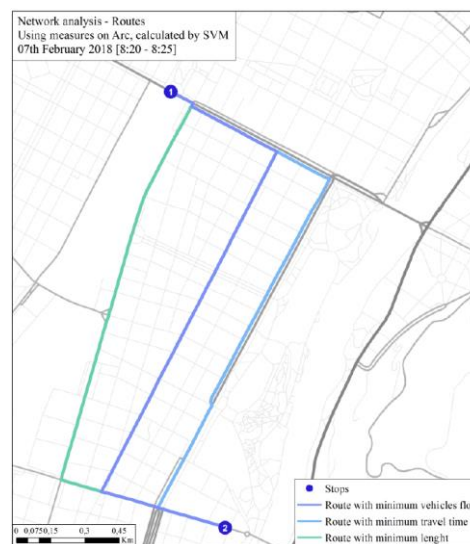 Network analysis - Routes
Using measures on Arc, calculated by SVM
07th February 2018 [8:20 - 8:25]
1
2
Stops
Route with minimum vehicles flo
Route with minimum travel time
Route with minimum lenght
0 0,075 0,15 0,3 0,45
Km